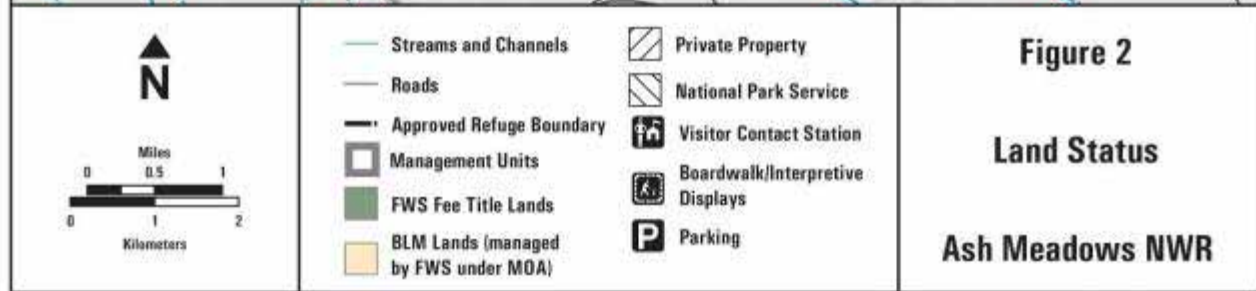 N
Miles
0 0.5 1
0 1 2
Kilometers
Streams and Channels
Roads
Approved Refuge Boundary
Management Units
FWS Fee Title Lands
BLM Lands (managed
by FWS under MOA)
Private Property
National Park Service
Visitor Contact Station
Boardwalk/Interpretive
Displays
P Parking
Figure 2
Land Status
Ash Meadows NWR